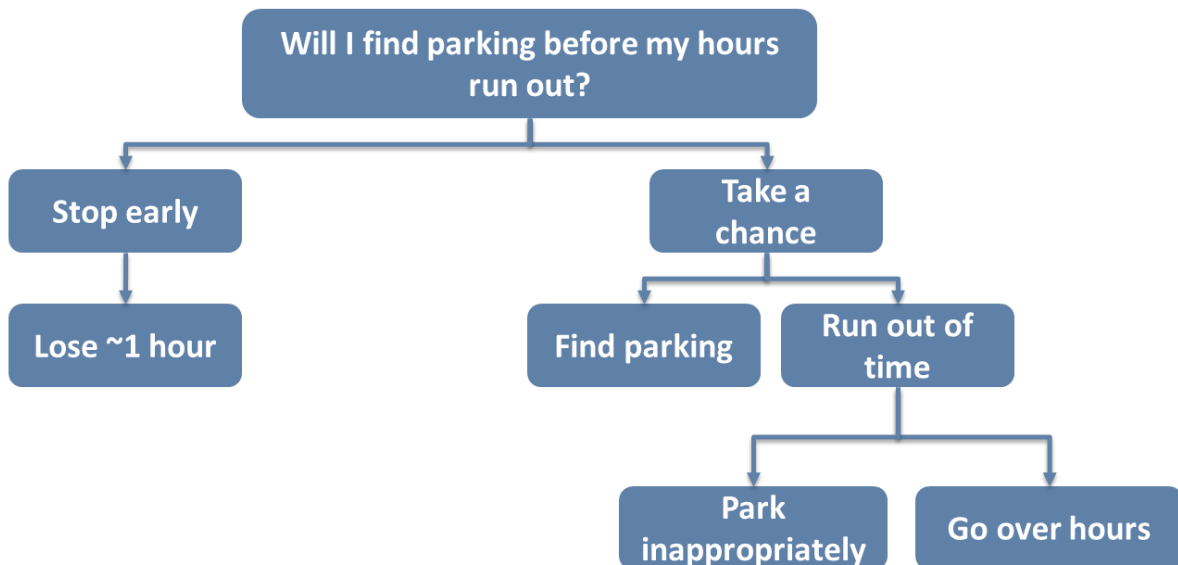 Will I find parking before my hours
run out?
Stop early
Take a
chance
Lose ~1 hour
Find parking
Run out of
time
Park
inappropriately
Go over hours